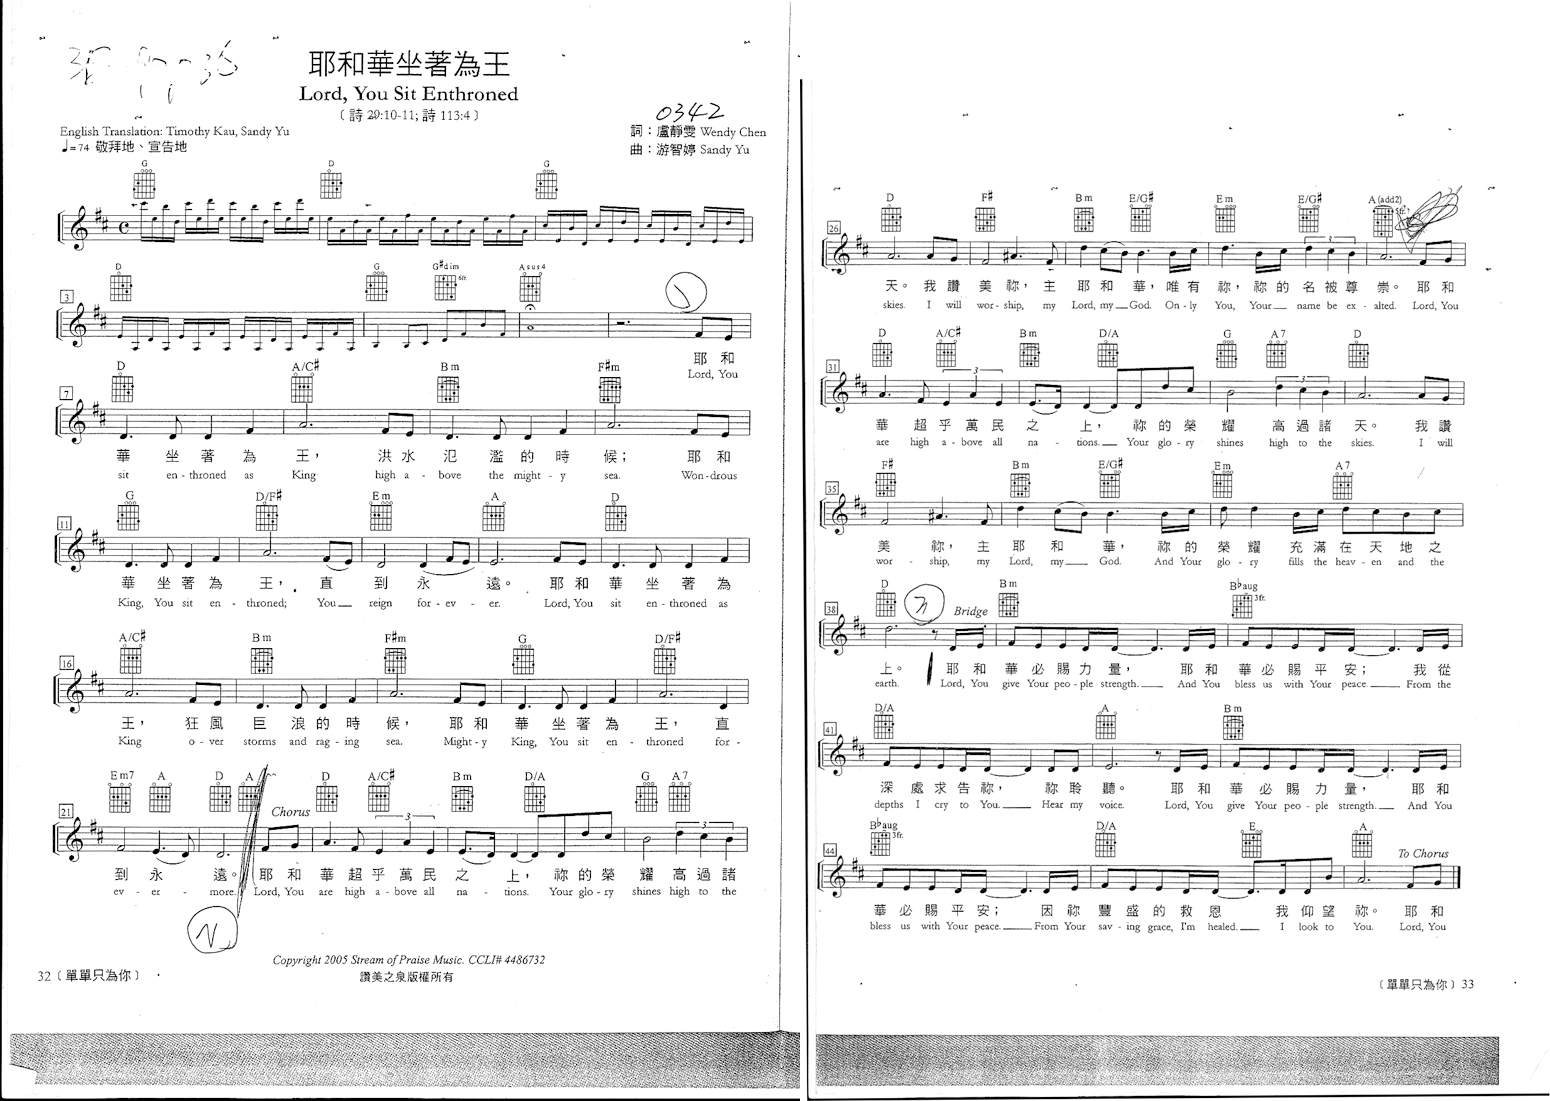 耶和華坐著為王
Lord, You Sit Enthroned
﹝詩 29:10-11; 詩 113:4﹞
0342
English Translation: Timothy Kau, Sandy Yu
詞：盧靜雯 Wendy Chen
♩=74 敬拜地、宣告地
曲：游智婷 Sandy Yu
G D G
D G G#dim 6fr. Asus4
3
耶 和
Lord, You
D A/C# Bm F#m
7
華 坐 著 為 王， 洪 水 氾 濫 的 時 候； 耶 和
sit en - throned as King high a - bove the might - y sea. Won - drous
G D/F# Em A D
11
華 坐 著 為 王， 直 到 永 遠。 耶 和 華 坐 著 為
King, You sit en - throned; You reign for - ev - er. Lord, You sit en - throned as
A/C# Bm F#m G D/F#
16
王， 狂 風 巨 浪 的 時 候， 耶 和 華 坐 著 為 王， 直
King o - ver storms and rag - ing sea. Might - y King, You sit en - throned for -
Em7 A D A D A/C# Bm D/A G A7
21
Chorus
3 3
到 永 遠。 耶 和 華 超 乎 萬 民 之 上， 祢 的 榮 耀 高 過 諸
ev - er - more. Lord, You are high a - bove all na - tions. Your glo - ry shines high to the
Copyright 2005 Stream of Praise Music. CCLI# 4486732
讚美之泉版權所有
32﹝單單只為你﹞
D F# Bm E/G# Em E/G# A(add2) 5fr.
26
3
天。 我 讚 美 祢， 主 耶 和 華， 唯 有 祢， 祢 的 名 被 尊 崇。 耶 和
skies. I will wor - ship, my Lord, my God. On - ly You, Your name be ex - alted. Lord, You
D A/C# Bm D/A G A7 D
31
3 3
華 超 乎 萬 民 之 上， 祢 的 榮 耀 高 過 諸 天。 我 讚
are high a - bove all na - tions. Your glo - ry shines high to the skies. I will
F# Bm E/G# Em A7
35
美 祢， 主 耶 和 華， 祢 的 榮 耀 充 滿 在 天 地 之
wor - ship, my Lord, my God. And Your glo - ry fills the heav - en and the
D Bm B♭aug 3fr.
38
Bridge
上。 耶 和 華 必 賜 力 量， 耶 和 華 必 賜 平 安； 我 從
earth. Lord, You give Your peo - ple strength. And You bless us with Your peace. From the
D/A A Bm
41
深 處 求 告 祢， 祢 聆 聽。 耶 和 華 必 賜 力 量， 耶 和
depths I cry to You. Hear my voice. Lord, You give Your peo - ple strength. And You
B♭aug 3fr. D/A E A
44
To Chorus
華 必 賜 平 安； 因 祢 豐 盛 的 救 恩 我 仰 望 祢。 耶 和
bless us with Your peace. From Your sav - ing grace, I'm healed. I look to You. Lord, You
﹝單單只為你﹞33